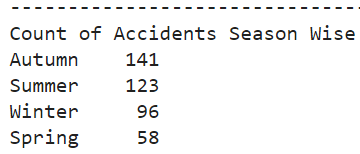 --------------------------------
Count of Accidents Season Wise
Autumn    141
Summer    123
Winter     96
Spring     58